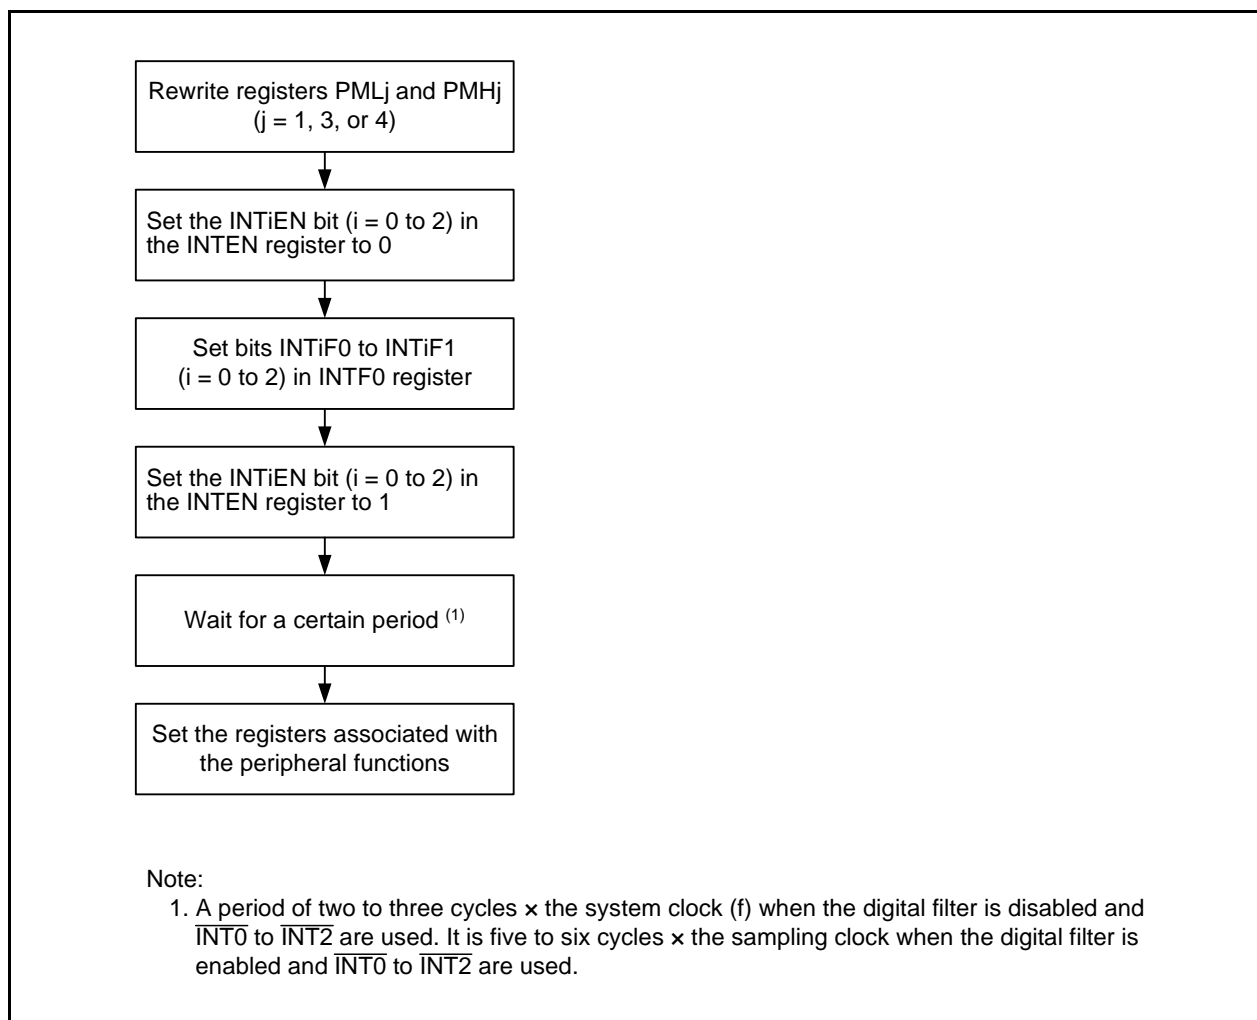 Rewrite registers PMLj and PMHj
(j = 1, 3, or 4)
Set the INTiEN bit (i = 0 to 2) in
the INTEN register to 0
Set bits INTiF0 to INTiF1
(i = 0 to 2) in INTF0 register
Set the INTiEN bit (i = 0 to 2) in
the INTEN register to 1
Wait for a certain period (1)
Set the registers associated with
the peripheral functions
Note:
1. A period of two to three cycles × the system clock (f) when the digital filter is disabled and
I̅N̅T̅0̅ to I̅N̅T̅2̅ are used. It is five to six cycles × the sampling clock when the digital filter is
enabled and I̅N̅T̅0̅ to I̅N̅T̅2̅ are used.